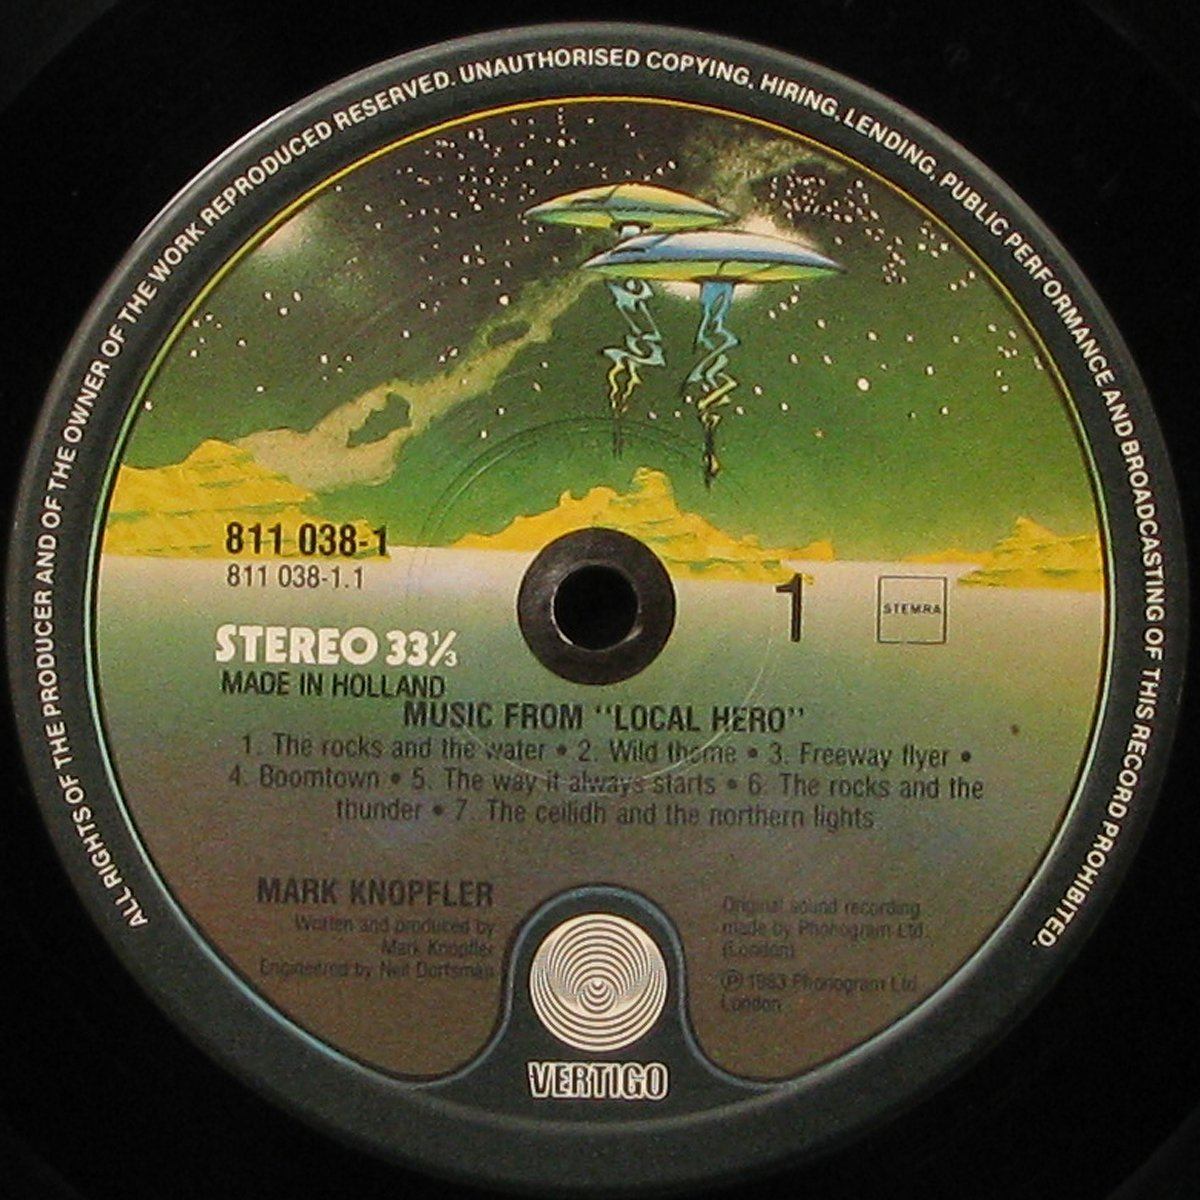 ALL RIGHTS OF THE PRODUCER AND OF THE OWNER OF THE WORK REPRODUCED RESERVED. UNAUTHORISED COPYING, HIRING, LENDING, PUBLIC PERFORMANCE AND BROADCASTING OF THIS RECORD PROHIBITED.
811 038-1
811 038-1.1
1
STEMRA
STEREO 33⅓
MADE IN HOLLAND
MUSIC FROM "LOCAL HERO"
1. The rocks and the water • 2. Wild theme • 3. Freeway flyer •
4. Boomtown • 5. The way it always starts • 6. The rocks and the
thunder • 7. The ceilidh and the northern lights
MARK KNOPFLER
Written and produced by
Mark Knopfler
Engineered by Neil Dortsman
Original sound recording
made by Phonogram Ltd.
(London)
℗ 1983 Phonogram Ltd.
London
VERTIGO